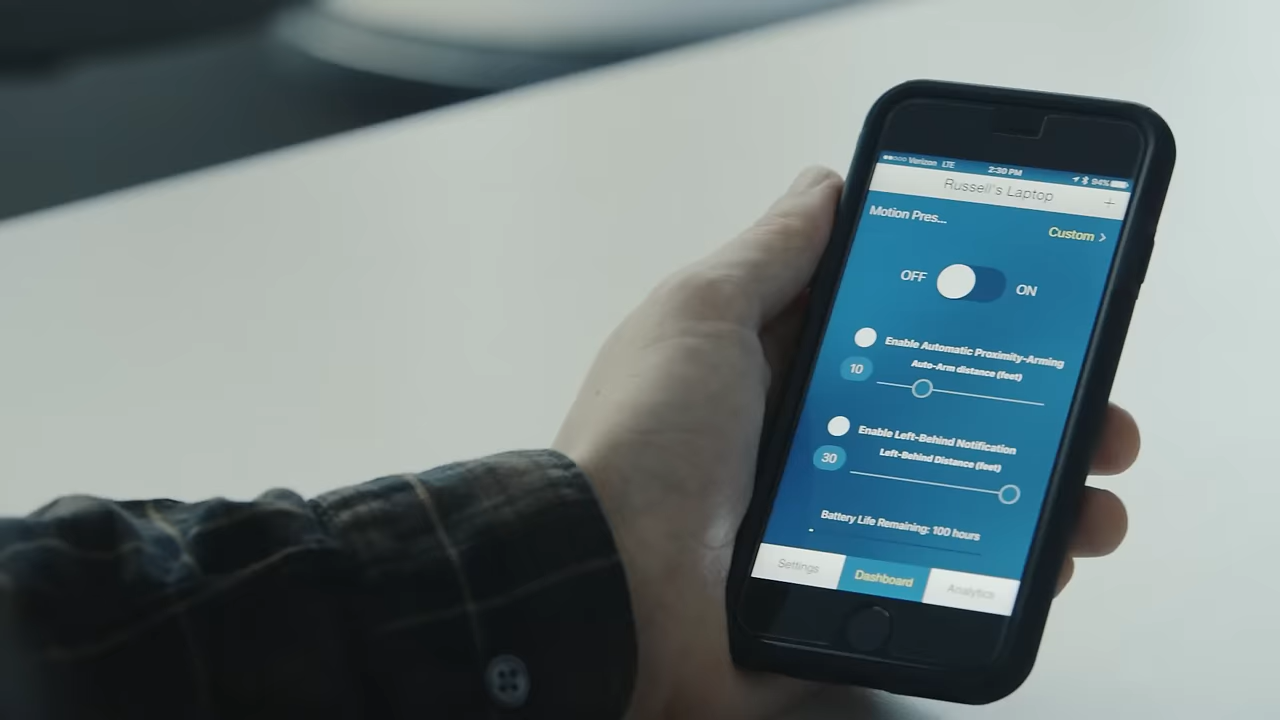 Verizon LTE 2:30 PM 94%
Russell's Laptop +
Motion Pres...
Custom >
OFF ON
Enable Automatic Proximity-Arming
10 Auto-Arm distance (feet)
Enable Left-Behind Notification
30 Left-Behind Distance (feet)
Battery Life Remaining: 100 hours
Settings Dashboard Analytics